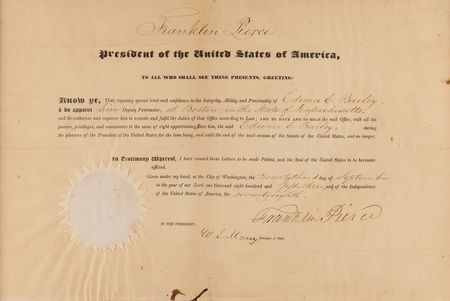 Franklin Pierce,
President of the United States of America,
TO ALL WHO SHALL SEE THESE PRESENTS, GREETING:
Know ye, That, reposing special trust and confidence in the Integrity, Ability, and Punctuality of Edwin C. Bailey,
I do appoint him Deputy Postmaster, at Boston in the State of Massachusetts,
and do authorize and empower him to execute and fulfil the duties of that Office according to Law; AND TO HAVE AND TO HOLD the said Office, with all the
powers, privileges, and emoluments to the same of right appertaining unto him, the said Edwin C. Bailey, during
the pleasure of the President of the United States for the time being, and until the end of the next session of the Senate of the United States, and no longer.
In Testimony Whereof, I have caused these Letters to be made Patent, and the Seal of the United States to be hereunto
affixed.
Given under my hand, at the City of Washington, the twenty third day of September
in the year of our Lord one thousand eight hundred and fifty three, and of the Independence
of the United States of America, the seventy eighth.
Franklin Pierce
BY THE PRESIDENT:
W. L. Marcy Secretary of State.